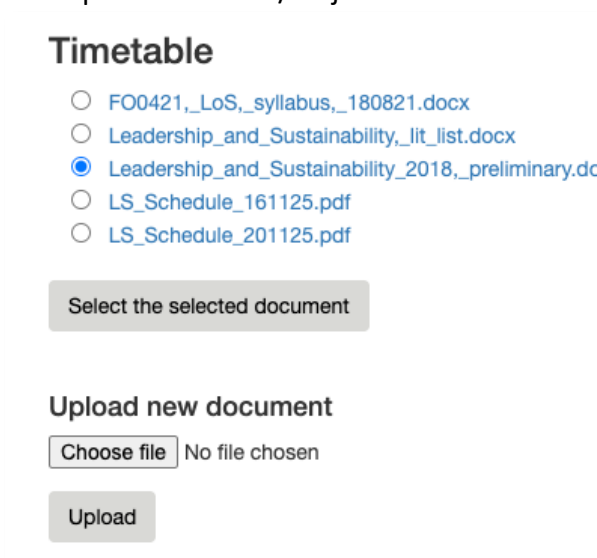 Timetable
FO0421,_LoS,_syllabus,_180821.docx
Leadership_and_Sustainability,_lit_list.docx
Leadership_and_Sustainability_2018,_preliminary.do
LS_Schedule_161125.pdf
LS_Schedule_201125.pdf
Select the selected document
Upload new document
Choose file No file chosen
Upload